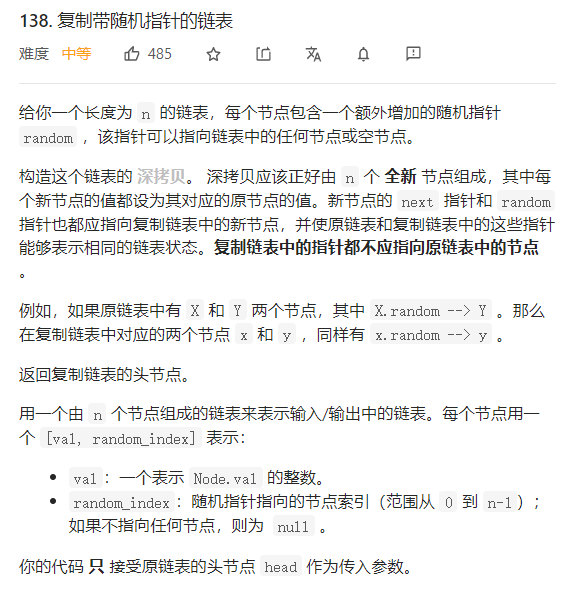 138. 复制带随机指针的链表
难度 中等 485
给你一个长度为 n 的链表，每个节点包含一个额外增加的随机指针
random ，该指针可以指向链表中的任何节点或空节点。
构造这个链表的 深拷贝。 深拷贝应该正好由 n 个 全新 节点组成，其中每
个新节点的值都设为其对应的原节点的值。新节点的 next 指针和 random
指针也都应指向复制链表中的新节点，并使原链表和复制链表中的这些指针
能够表示相同的链表状态。复制链表中的指针都不应指向原链表中的节点
。
例如，如果原链表中有 X 和 Y 两个节点，其中 X.random --> Y 。那么
在复制链表中对应的两个节点 x 和 y ，同样有 x.random --> y 。
返回复制链表的头节点。
用一个由 n 个节点组成的链表来表示输入/输出中的链表。每个节点用一
个 [val, random_index] 表示：
• val：一个表示 Node.val 的整数。
• random_index：随机指针指向的节点索引（范围从 0 到 n-1）；
如果不指向任何节点，则为 null 。
你的代码 只 接受原链表的头节点 head 作为传入参数。